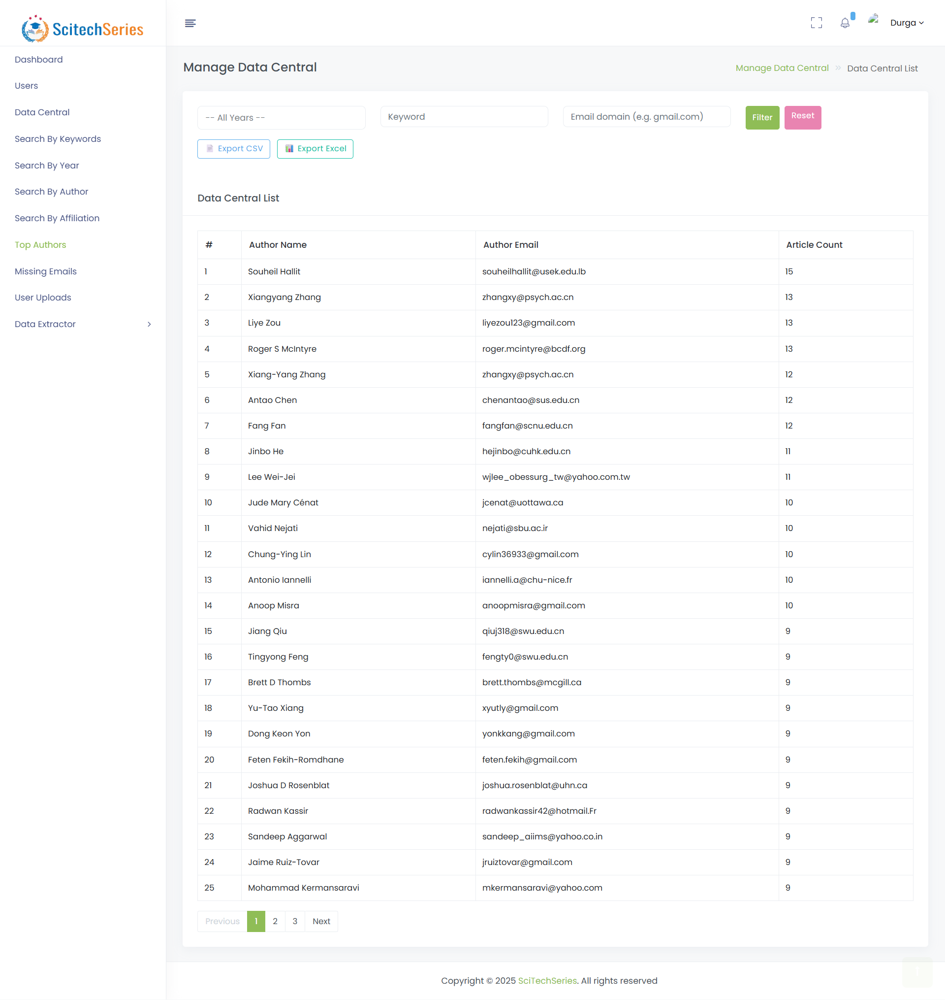 SciTechSeries
Durga
Dashboard
Users
Data Central
Search By Keywords
Search By Year
Search By Author
Search By Affiliation
Top Authors
Missing Emails
User Uploads
Data Extractor
Manage Data Central
Manage Data Central » Data Central List
-- All Years --
Keyword
Email domain (e.g. gmail.com)
Filter
Reset
Export CSV
Export Excel
Data Central List
# Author Name Author Email Article Count
1 Souheil Hallit souheilhallit@usek.edu.lb 15
2 Xiangyang Zhang zhangxy@psych.ac.cn 13
3 Liye Zou liyezou123@gmail.com 13
4 Roger S McIntyre roger.mcintyre@bcdf.org 13
5 Xiang-Yang Zhang zhangxy@psych.ac.cn 12
6 Antao Chen chenantao@sus.edu.cn 12
7 Fang Fan fangfan@scnu.edu.cn 12
8 Jinbo He hejinbo@cuhk.edu.cn 11
9 Lee Wei-Jei wjlee_obessurg_tw@yahoo.com.tw 11
10 Jude Mary Cénat jcenat@uottawa.ca 10
11 Vahid Nejati nejati@sbu.ac.ir 10
12 Chung-Ying Lin cylin36933@gmail.com 10
13 Antonio Iannelli iannelli.a@chu-nice.fr 10
14 Anoop Misra anoopmisra@gmail.com 10
15 Jiang Qiu qiuj318@swu.edu.cn 9
16 Tingyong Feng fengty0@swu.edu.cn 9
17 Brett D Thombs brett.thombs@mcgill.ca 9
18 Yu-Tao Xiang xyutly@gmail.com 9
19 Dong Keon Yon yonkkang@gmail.com 9
20 Feten Fekih-Romdhane feten.fekih@gmail.com 9
21 Joshua D Rosenblat joshua.rosenblat@uhn.ca 9
22 Radwan Kassir radwankassir42@hotmail.Fr 9
23 Sandeep Aggarwal sandeep_aiims@yahoo.co.in 9
24 Jaime Ruiz-Tovar jruiztovar@gmail.com 9
25 Mohammad Kermansaravi mkermansaravi@yahoo.com 9
Previous 1 2 3 Next
Copyright © 2025 SciTechSeries. All rights reserved